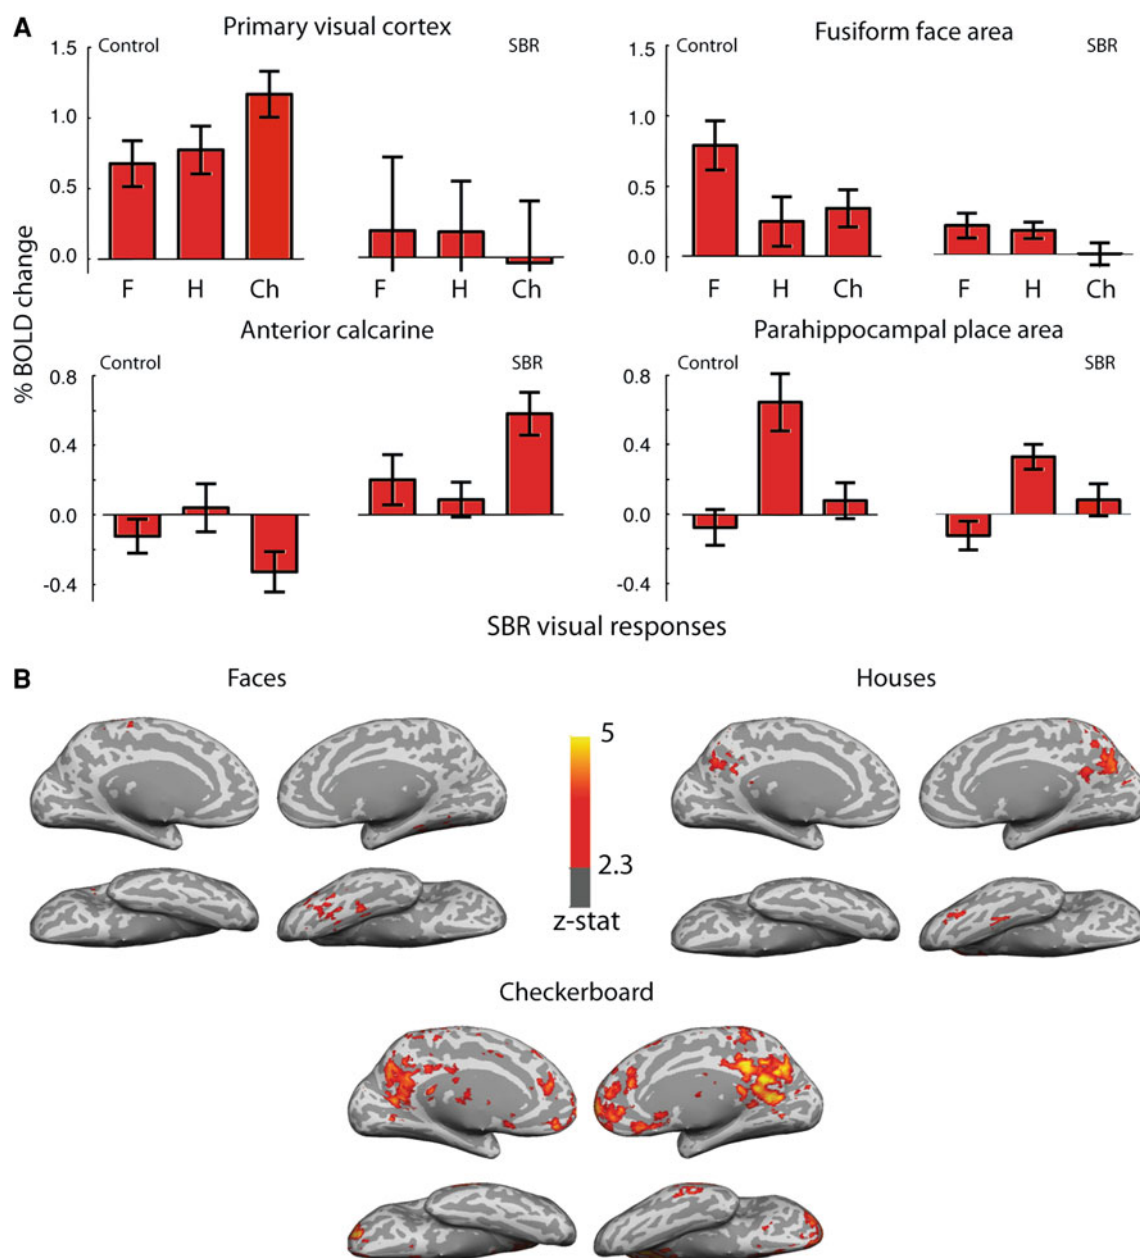 A
Primary visual cortex
Control
SBR
1.5
1.0
0.5
0.0
F H Ch
F H Ch
Fusiform face area
Control
SBR
1.5
1.0
0.5
0.0
F H Ch
F H Ch
% BOLD change
Anterior calcarine
Control
SBR
0.8
0.4
0.0
-0.4
Parahippocampal place area
Control
SBR
0.8
0.4
0.0
-0.4
SBR visual responses
B
Faces
Houses
5
2.3
z-stat
Checkerboard